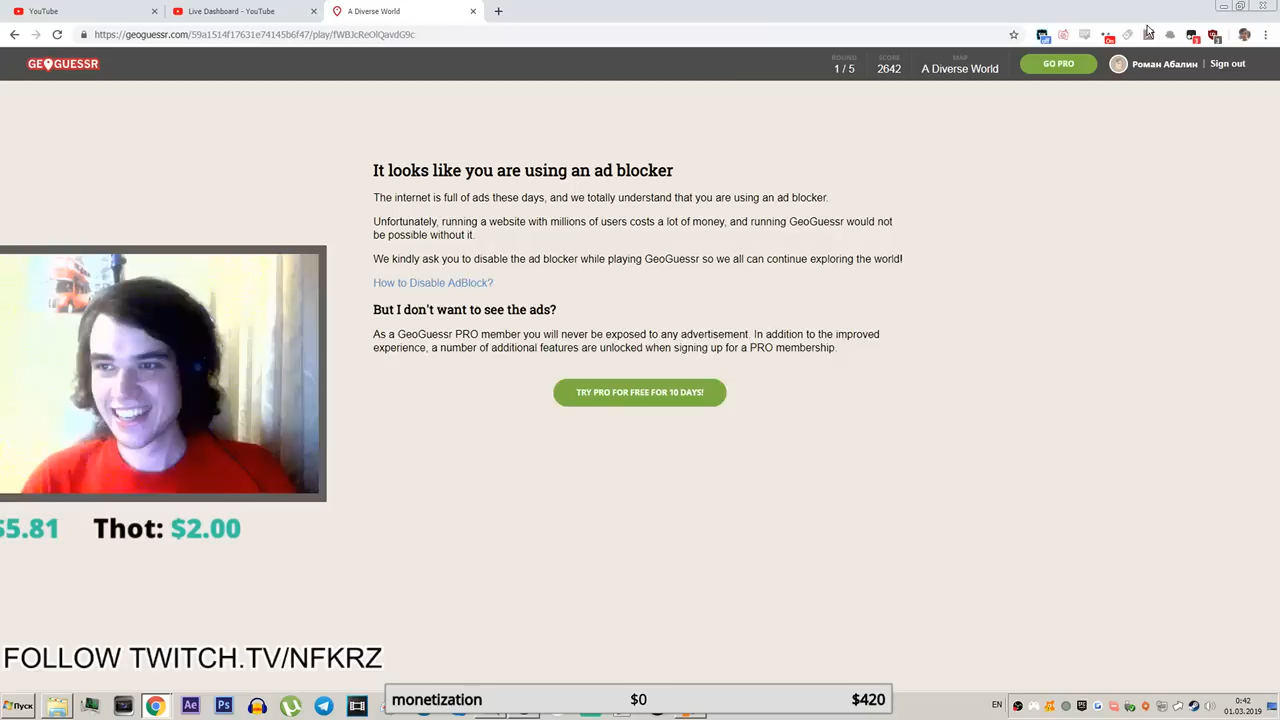 YouTube
Live Dashboard - YouTube
A Diverse World
https://geoguessr.com/59a1514f17631e74145b6f47/play/fWBJcReOlQavdG9c
GEOGUESSR
ROUND
1 / 5
SCORE
2642
MAP
A Diverse World
GO PRO
Роман Абалин
Sign out
It looks like you are using an ad blocker
The internet is full of ads these days, and we totally understand that you are using an ad blocker.
Unfortunately, running a website with millions of users costs a lot of money, and running GeoGuessr would not
be possible without it.
We kindly ask you to disable the ad blocker while playing GeoGuessr so we all can continue exploring the world!
How to Disable AdBlock?
But I don't want to see the ads?
As a GeoGuessr PRO member you will never be exposed to any advertisement. In addition to the improved
experience, a number of additional features are unlocked when signing up for a PRO membership.
TRY PRO FOR FREE FOR 10 DAYS!
$5.81 Thot: $2.00
FOLLOW TWITCH.TV/NFKRZ
monetization $0 $420
Пуск
Ae
Ps
EN
0:42
01.03.2019